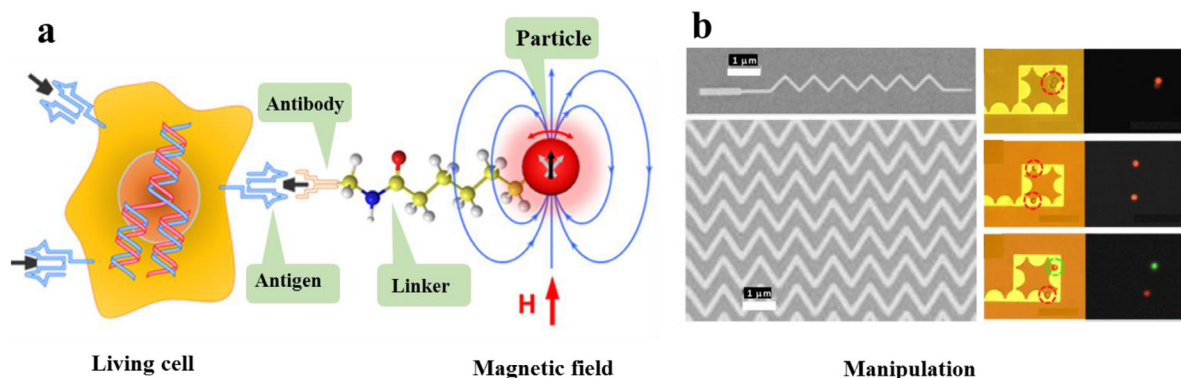 a
Particle
Antibody
Antigen
Linker
H
Living cell
Magnetic field
b
1 μm
1 μm
Manipulation